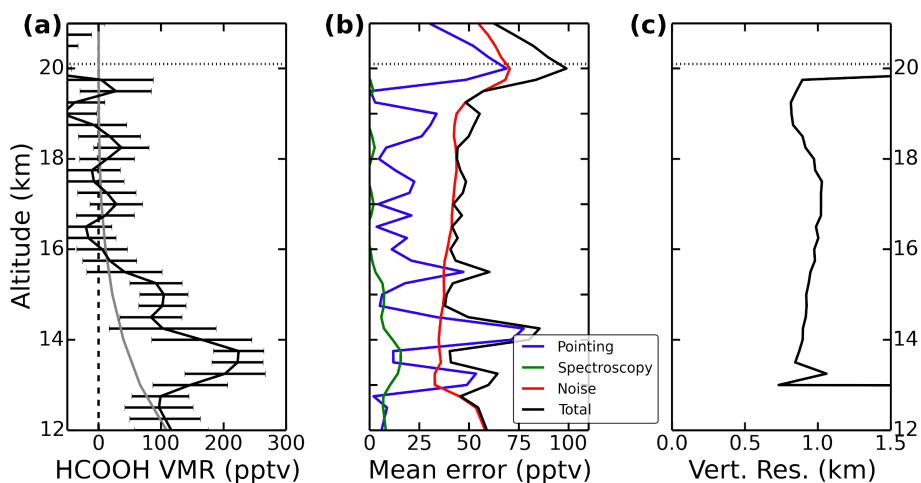 (a)
(b)
(c)
20
18
16
14
12
Altitude (km)
0
100
200
300
HCOOH VMR (pptv)
0
25
50
75
100
Mean error (pptv)
Pointing
Spectroscopy
Noise
Total
20
18
16
14
12
0.0
0.5
1.0
1.5
Vert. Res. (km)